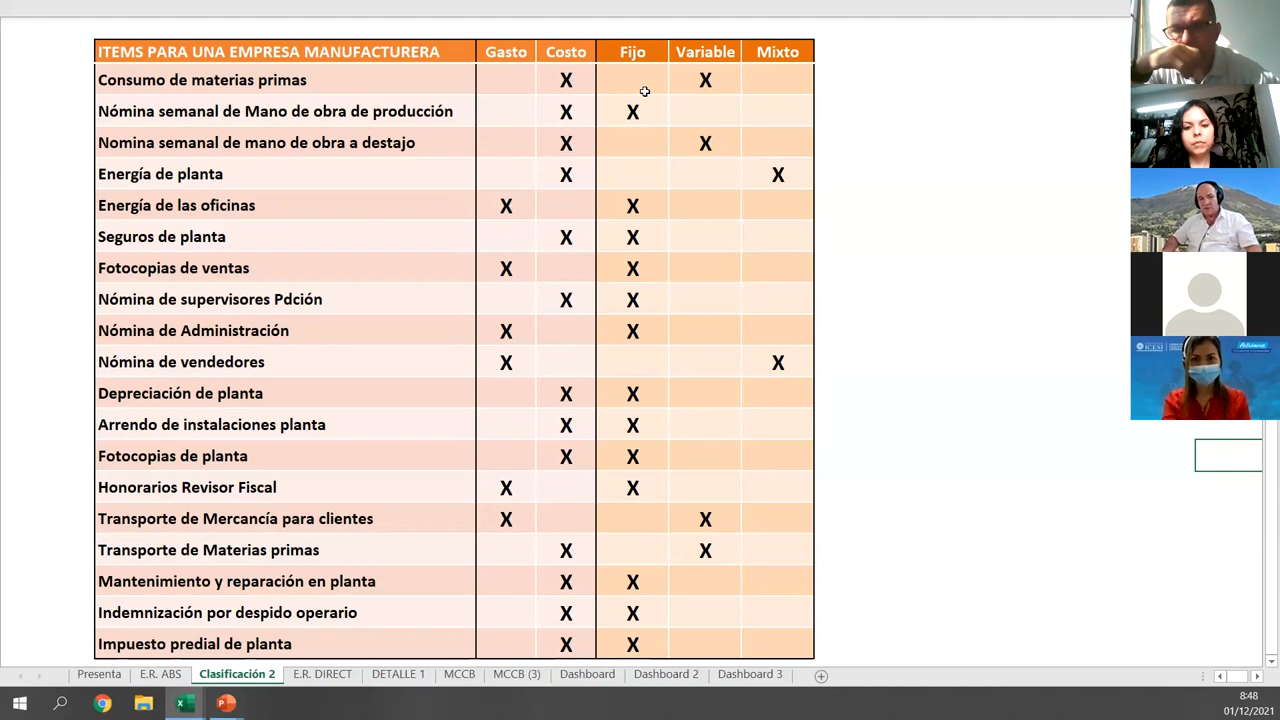 ITEMS PARA UNA EMPRESA MANUFACTURERA Gasto Costo Fijo Variable Mixto
Consumo de materias primas X X
Nómina semanal de Mano de obra de producción X X
Nomina semanal de mano de obra a destajo X X
Energía de planta X X
Energía de las oficinas X X
Seguros de planta X X
Fotocopias de ventas X X
Nómina de supervisores Pdción X X
Nómina de Administración X X
Nómina de vendedores X X
Depreciación de planta X X
Arrendo de instalaciones planta X X
Fotocopias de planta X X
Honorarios Revisor Fiscal X X
Transporte de Mercancía para clientes X X
Transporte de Materias primas X X
Mantenimiento y reparación en planta X X
Indemnización por despido operario X X
Impuesto predial de planta X X
Presenta E.R. ABS Clasificación 2 E.R. DIRECT DETALLE 1 MCCB MCCB (3) Dashboard Dashboard 2 Dashboard 3
8:48
01/12/2021
ICESI